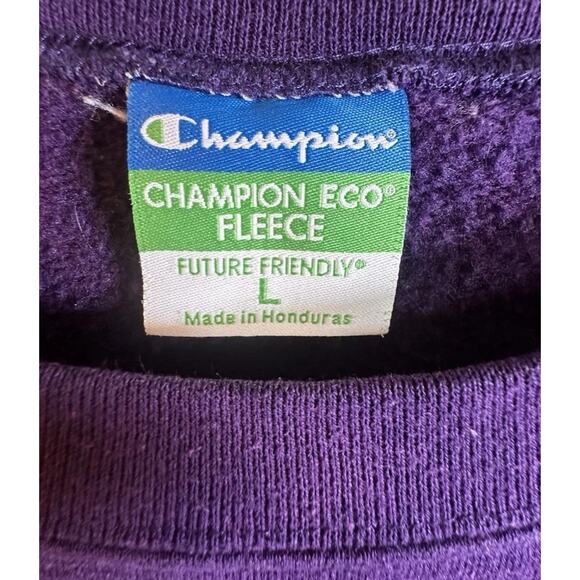 Champion
CHAMPION ECO®
FLEECE
FUTURE FRIENDLY®
L
Made in Honduras